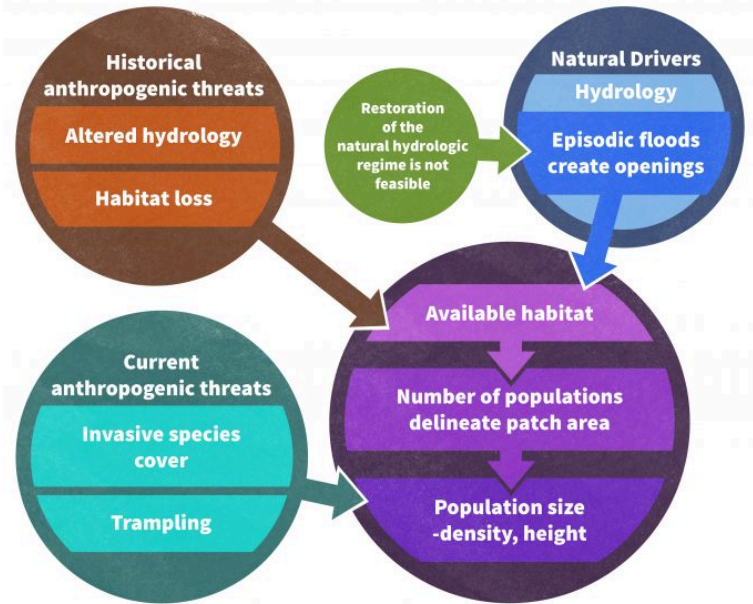 Historical
anthropogenic threats
Altered hydrology
Habitat loss
Restoration
of the
natural hydrologic
regime is not
feasible
Natural Drivers
Hydrology
Episodic floods
create openings
Current
anthropogenic threats
Invasive species
cover
Trampling
Available habitat
Number of populations
delineate patch area
Population size
-density, height